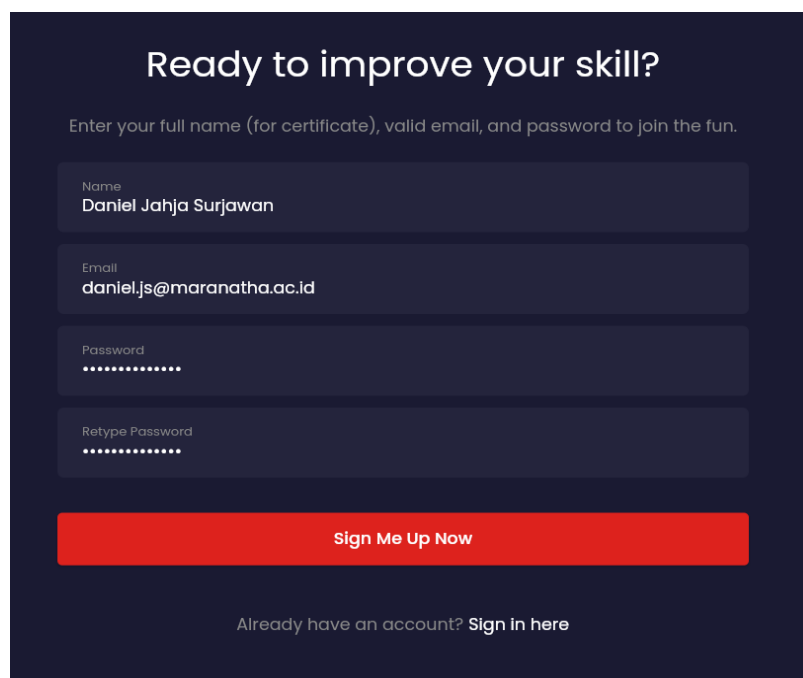 Ready to improve your skill?
Enter your full name (for certificate), valid email, and password to join the fun.
Name
Daniel Jahja Surjawan
Email
daniel.js@maranatha.ac.id
Password
••••••••••••••
Retype Password
••••••••••••••
Sign Me Up Now
Already have an account? Sign in here